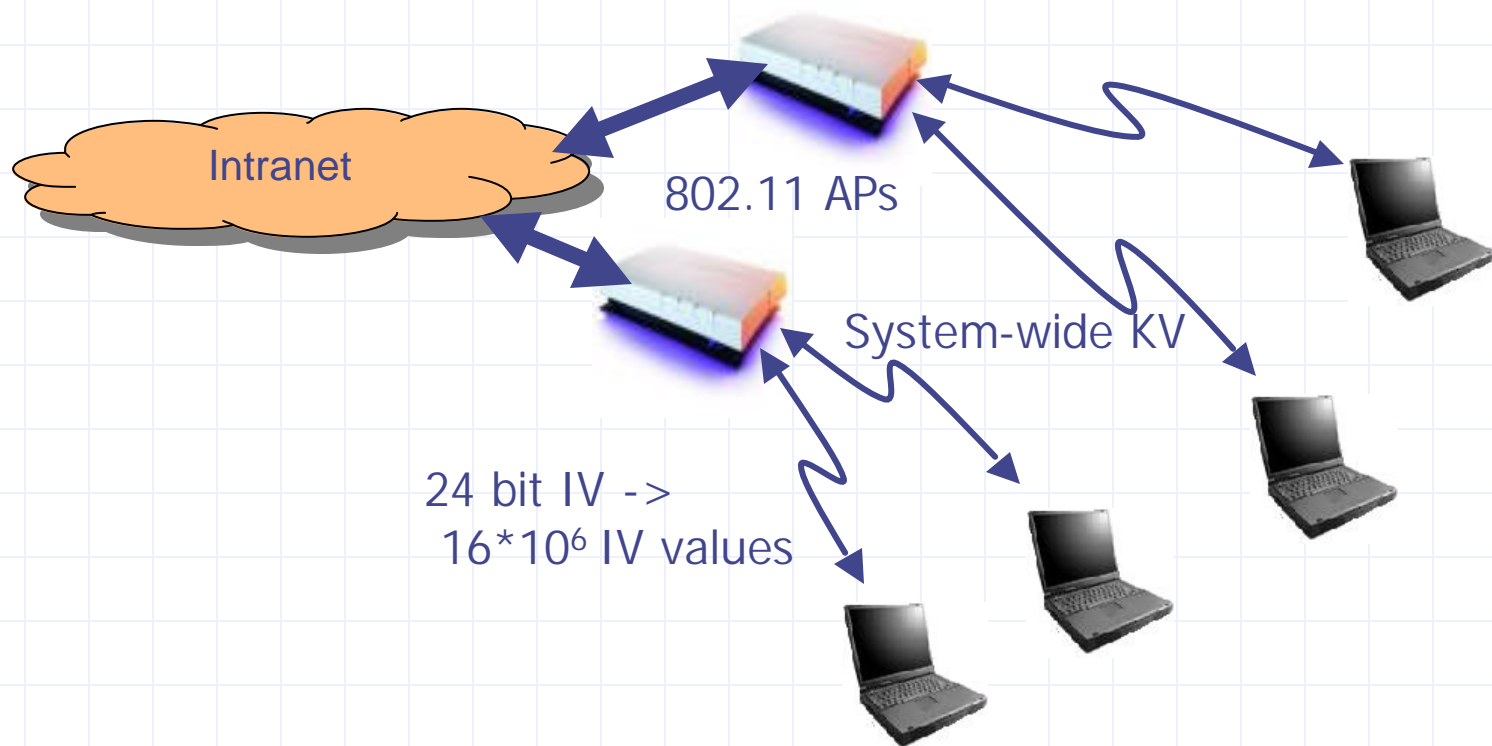 Intranet
802.11 APs
System-wide KV
24 bit IV ->
16*10⁶ IV values